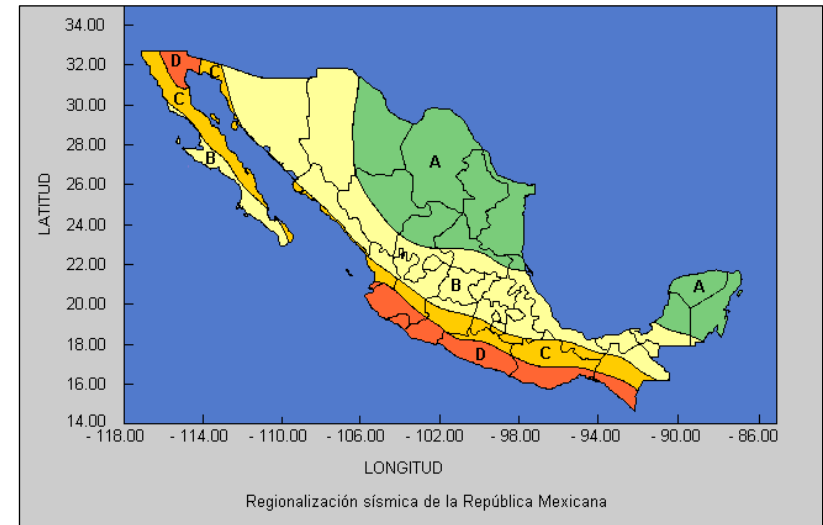 34.00
32.00
30.00
28.00
26.00
24.00
22.00
20.00
18.00
16.00
14.00
LATITUD
D
C
C
B
A
A
B
C
D
- 118.00 - 114.00 - 110.00 - 106.00 - 102.00 - 98.00 - 94.00 - 90.00 - 86.00
LONGITUD
Regionalización sísmica de la República Mexicana